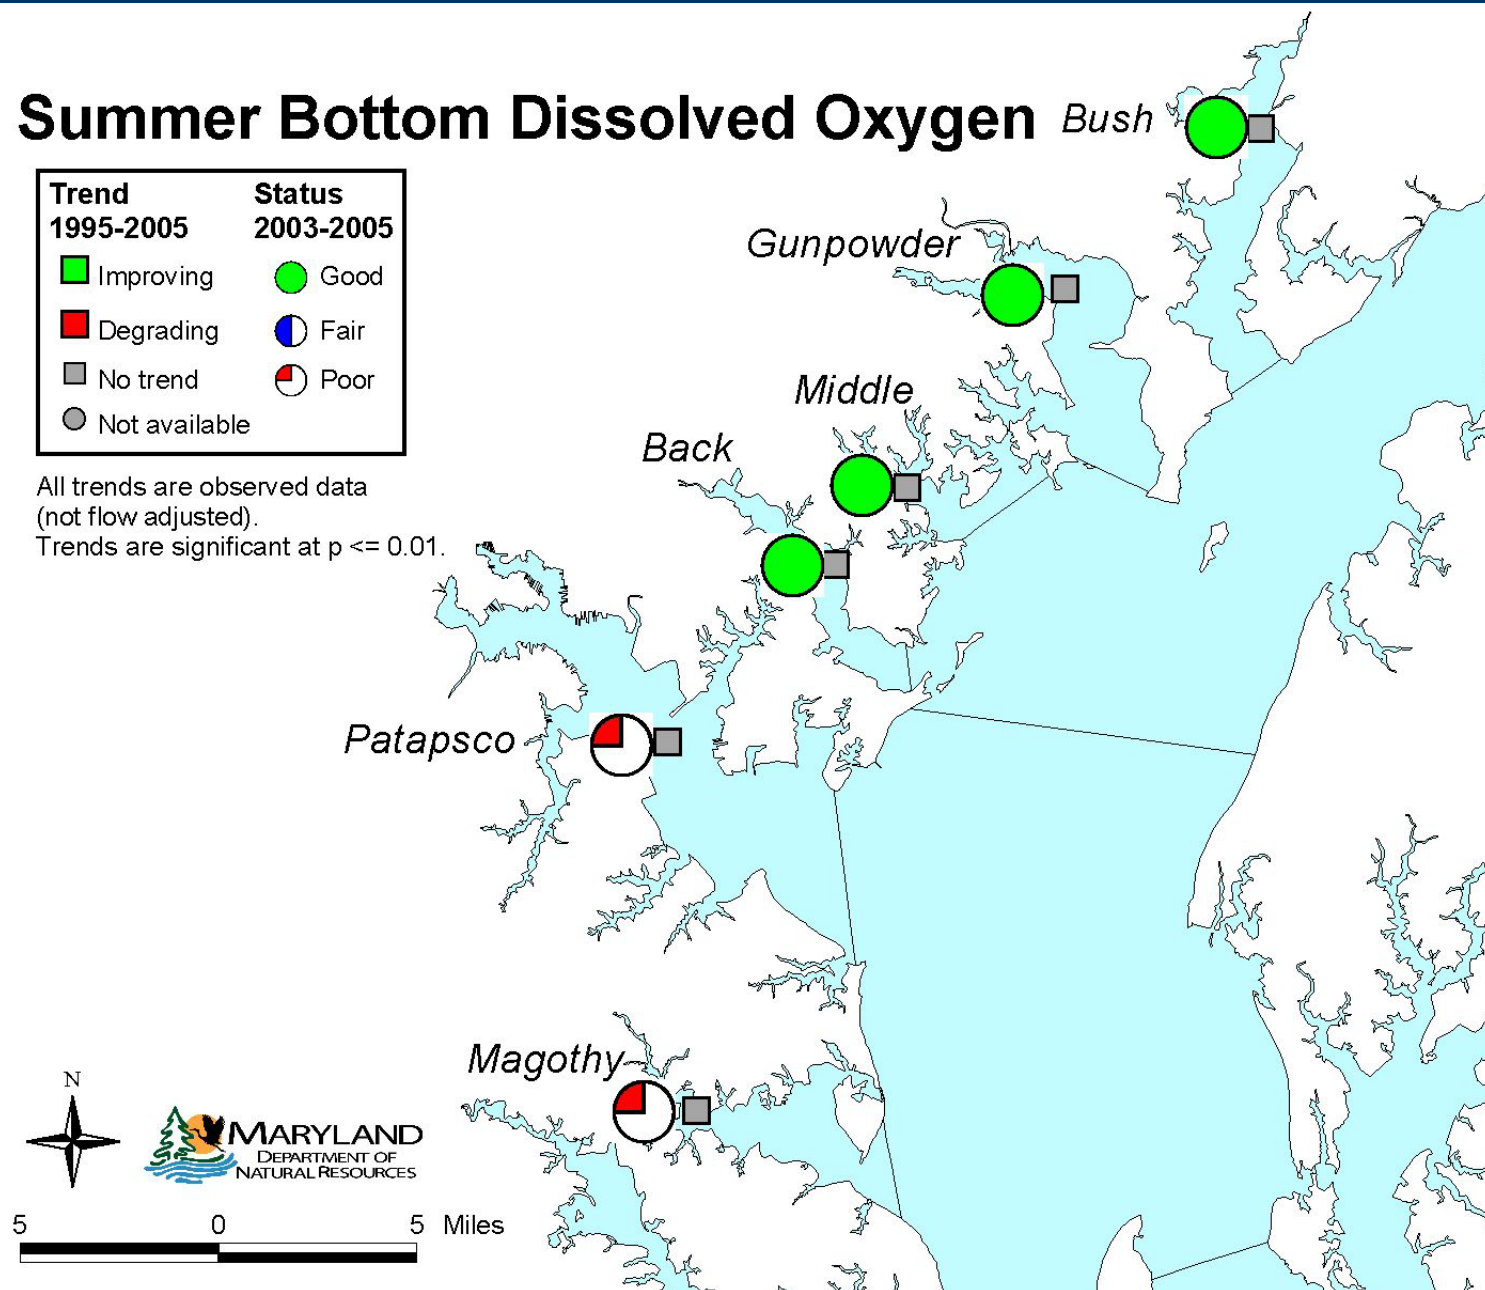 Summer Bottom Dissolved Oxygen
Bush
Trend Status
1995-2005 2003-2005
Improving Good
Degrading Fair
No trend Poor
Not available
All trends are observed data
(not flow adjusted).
Trends are significant at p <= 0.01.
Gunpowder
Middle
Back
Patapsco
Magothy
N
MARYLAND
DEPARTMENT OF
NATURAL RESOURCES
5 0 5 Miles